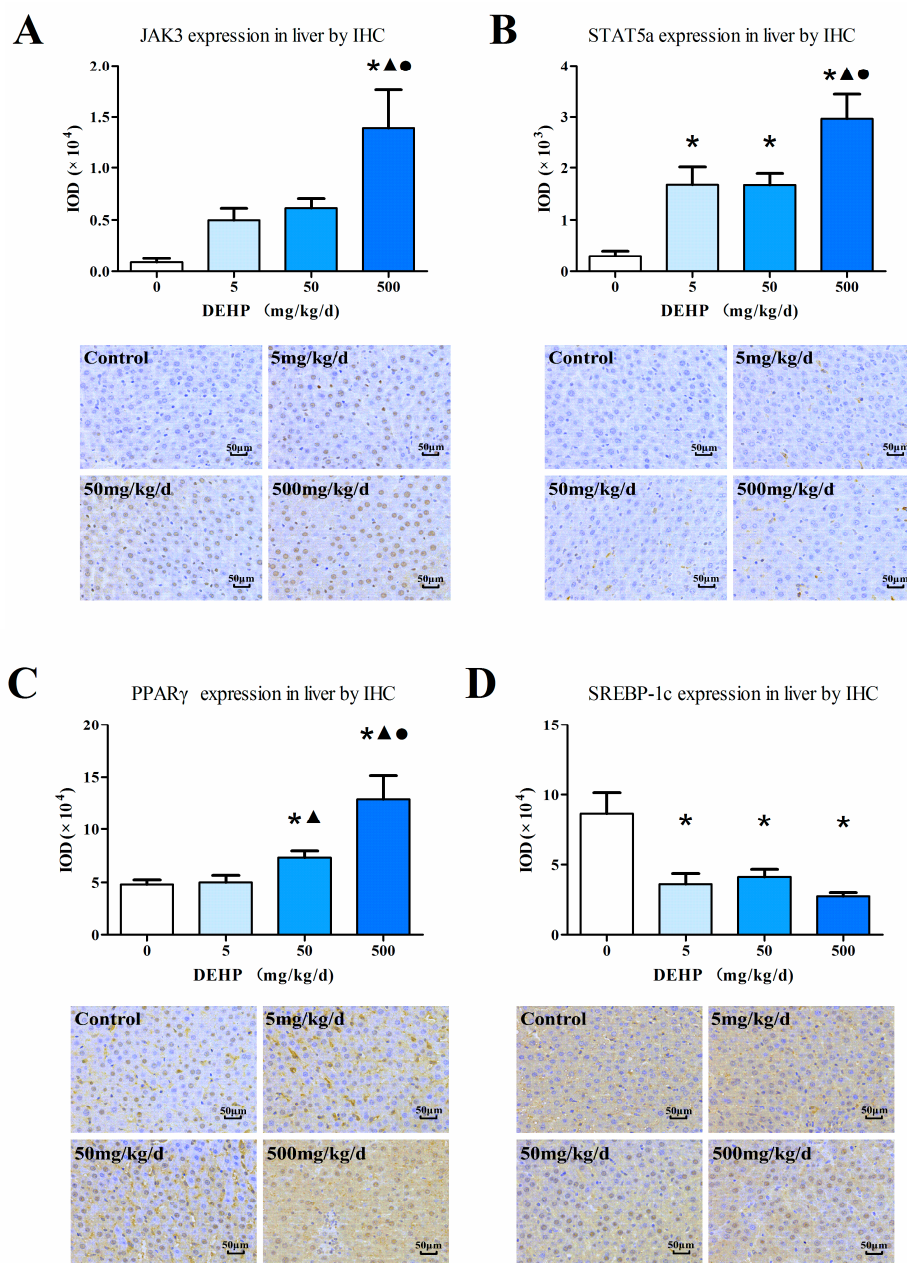 A
JAK3 expression in liver by IHC
IOD (× 10⁴)
2.0
1.5
1.0
0.5
0.0
*▲●
0 5 50 500
DEHP (mg/kg/d)
Control
5mg/kg/d
50μm
50μm
50mg/kg/d
500mg/kg/d
50μm
50μm
B
STAT5a expression in liver by IHC
IOD (× 10³)
4
3
2
1
0
*
*
*▲●
0 5 50 500
DEHP (mg/kg/d)
Control
5mg/kg/d
50μm
50μm
50mg/kg/d
500mg/kg/d
50μm
50μm
C
PPARγ expression in liver by IHC
IOD (× 10⁴)
20
15
10
5
0
*▲
*▲●
0 5 50 500
DEHP (mg/kg/d)
Control
5mg/kg/d
50μm
50μm
50mg/kg/d
500mg/kg/d
50μm
50μm
D
SREBP-1c expression in liver by IHC
IOD (× 10⁴)
15
10
5
0
*
*
*
0 5 50 500
DEHP (mg/kg/d)
Control
5mg/kg/d
50μm
50μm
50mg/kg/d
500mg/kg/d
50μm
50μm